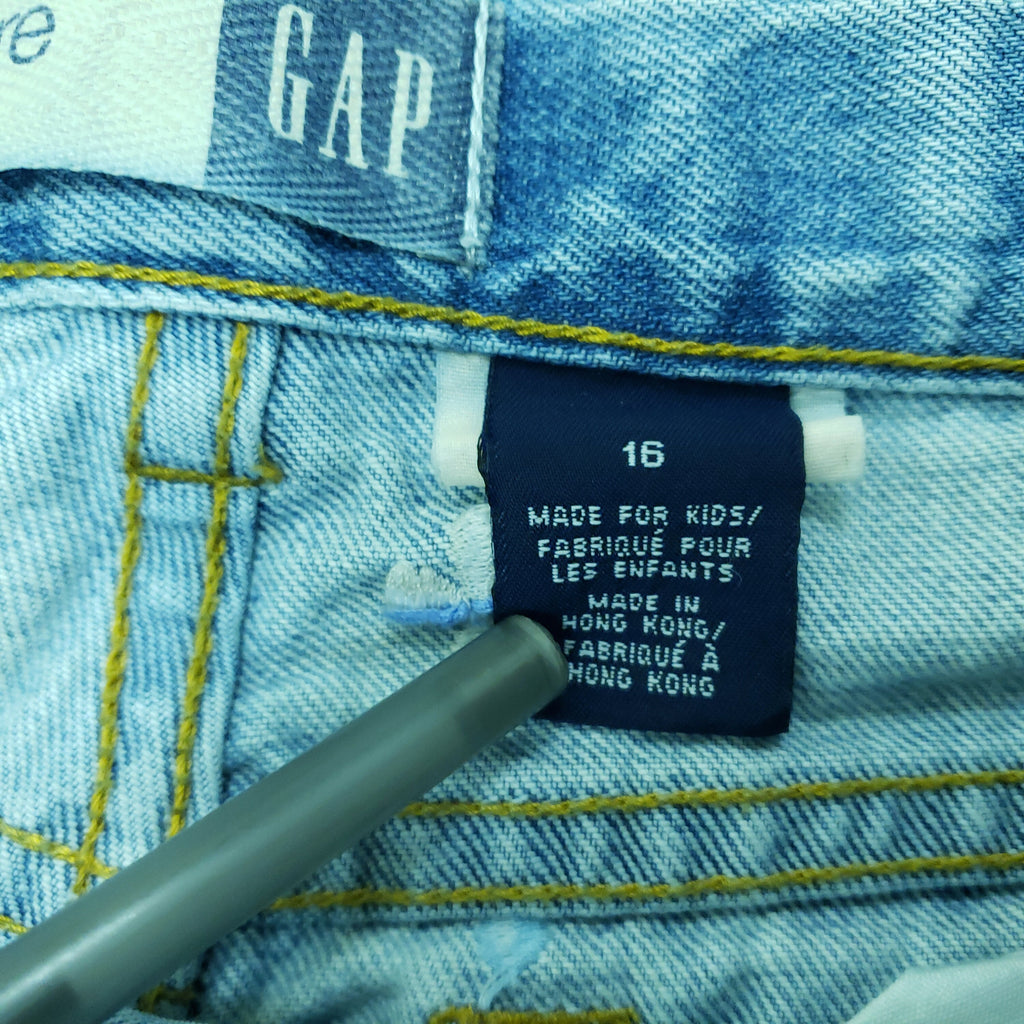 GAP
16
MADE FOR KIDS/
FABRIQUÉ POUR
LES ENFANTS
MADE IN
HONG KONG/
FABRIQUÉ À
HONG KONG